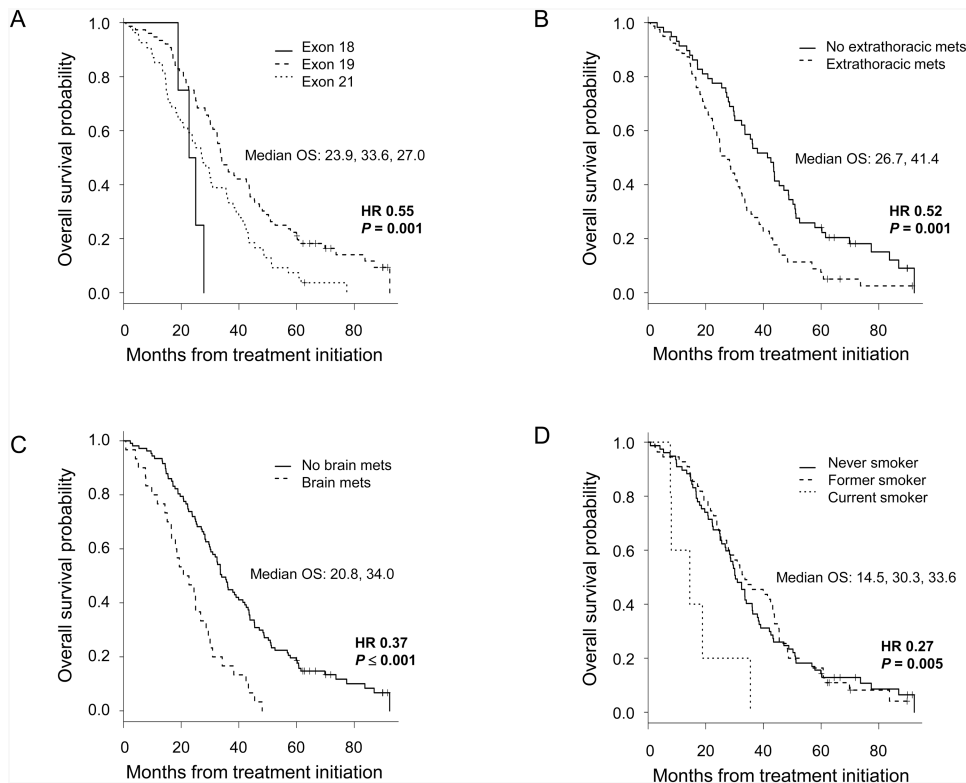 A
1.0
0.8
0.6
0.4
0.2
0.0
Overall survival probability
Exon 18
Exon 19
Exon 21
Median OS: 23.9, 33.6, 27.0
HR 0.55
P = 0.001
0 20 40 60 80
Months from treatment initiation
B
1.0
0.8
0.6
0.4
0.2
0.0
Overall survival probability
No extrathoracic mets
Extrathoracic mets
Median OS: 26.7, 41.4
HR 0.52
P = 0.001
0 20 40 60 80
Months from treatment initiation
C
1.0
0.8
0.6
0.4
0.2
0.0
Overall survival probability
No brain mets
Brain mets
Median OS: 20.8, 34.0
HR 0.37
P ≤ 0.001
0 20 40 60 80
Months from treatment initiation
D
1.0
0.8
0.6
0.4
0.2
0.0
Overall survival probability
Never smoker
Former smoker
Current smoker
Median OS: 14.5, 30.3, 33.6
HR 0.27
P = 0.005
0 20 40 60 80
Months from treatment initiation